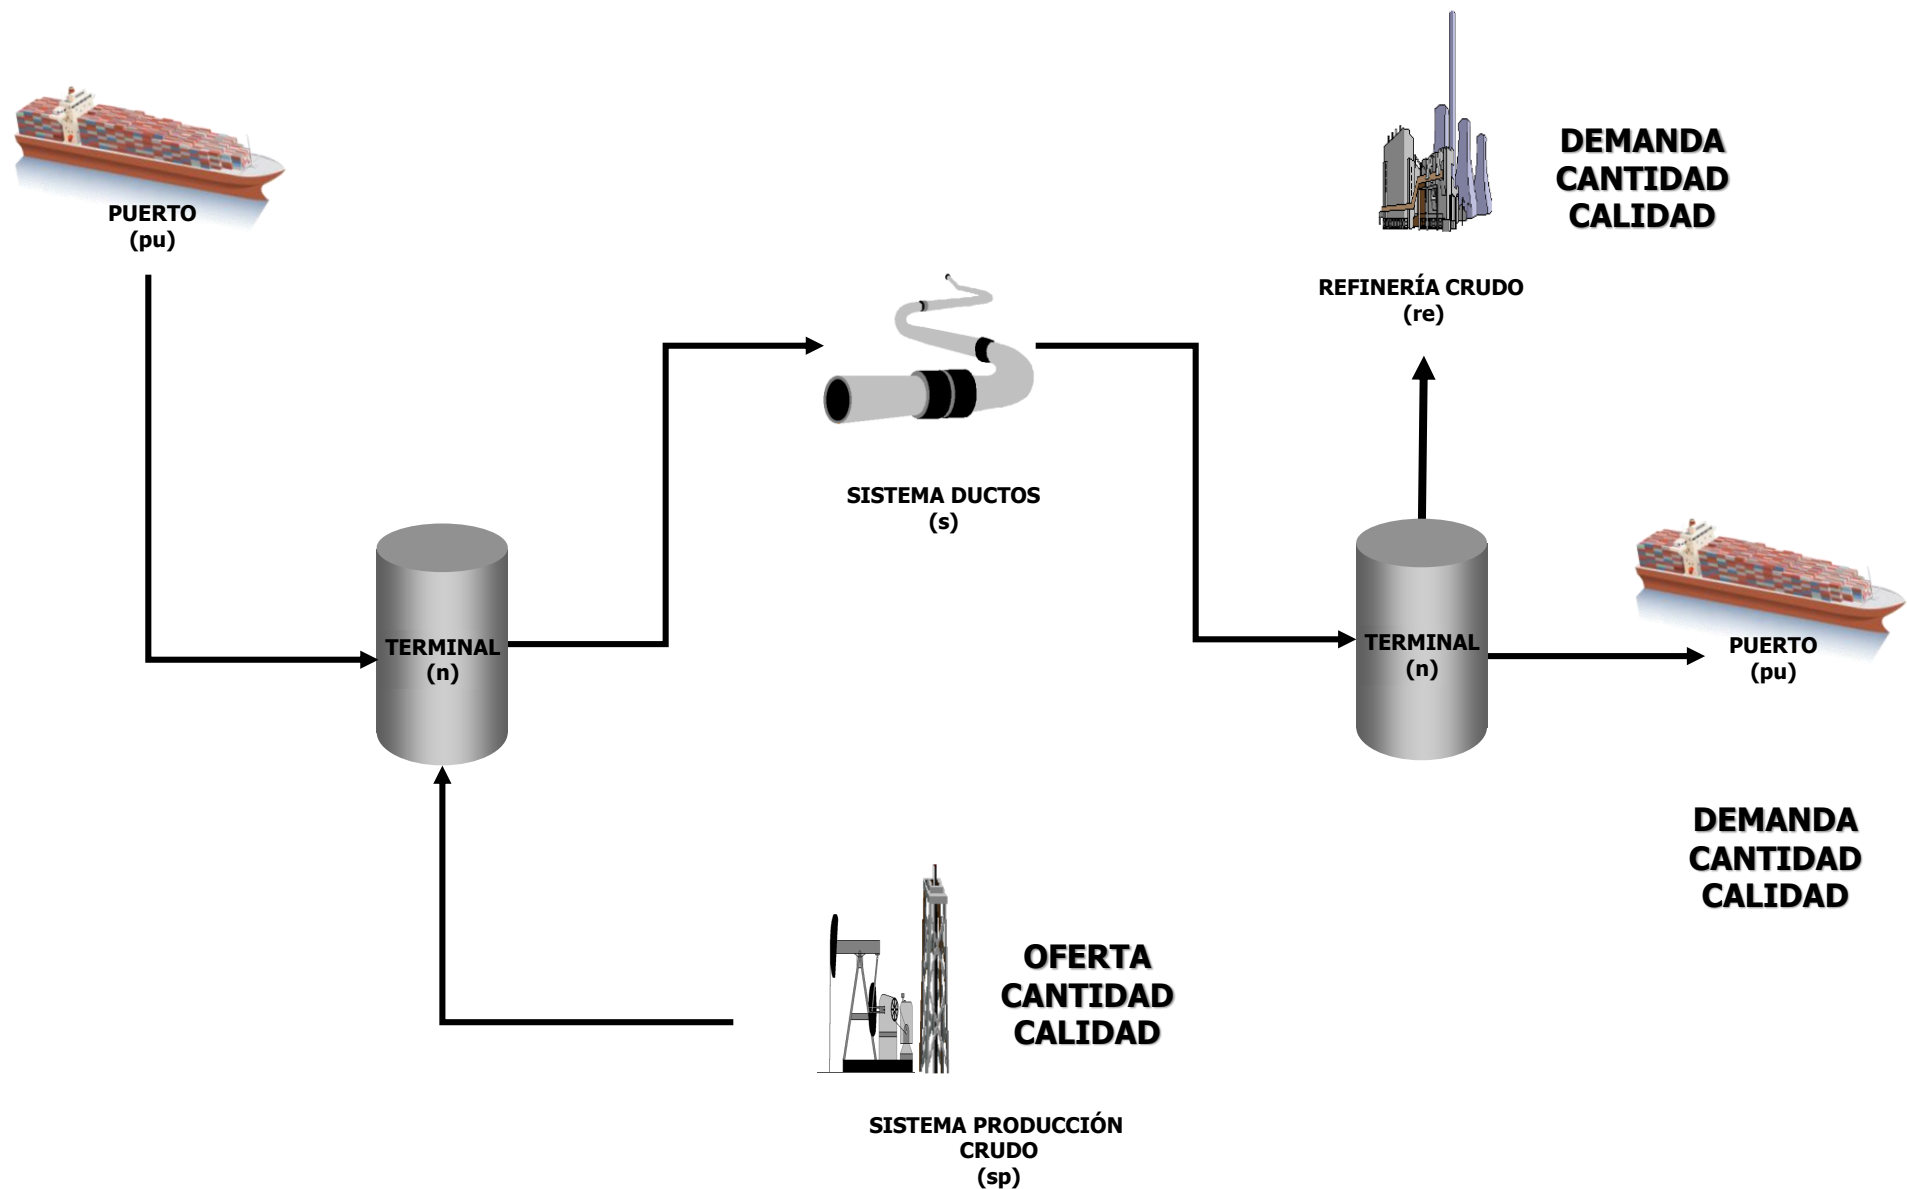 DEMANDA
CANTIDAD
CALIDAD
PUERTO
(pu)
REFINERÍA CRUDO
(re)
SISTEMA DUCTOS
(s)
TERMINAL
(n)
TERMINAL
(n)
PUERTO
(pu)
DEMANDA
CANTIDAD
CALIDAD
OFERTA
CANTIDAD
CALIDAD
SISTEMA PRODUCCIÓN
CRUDO
(sp)